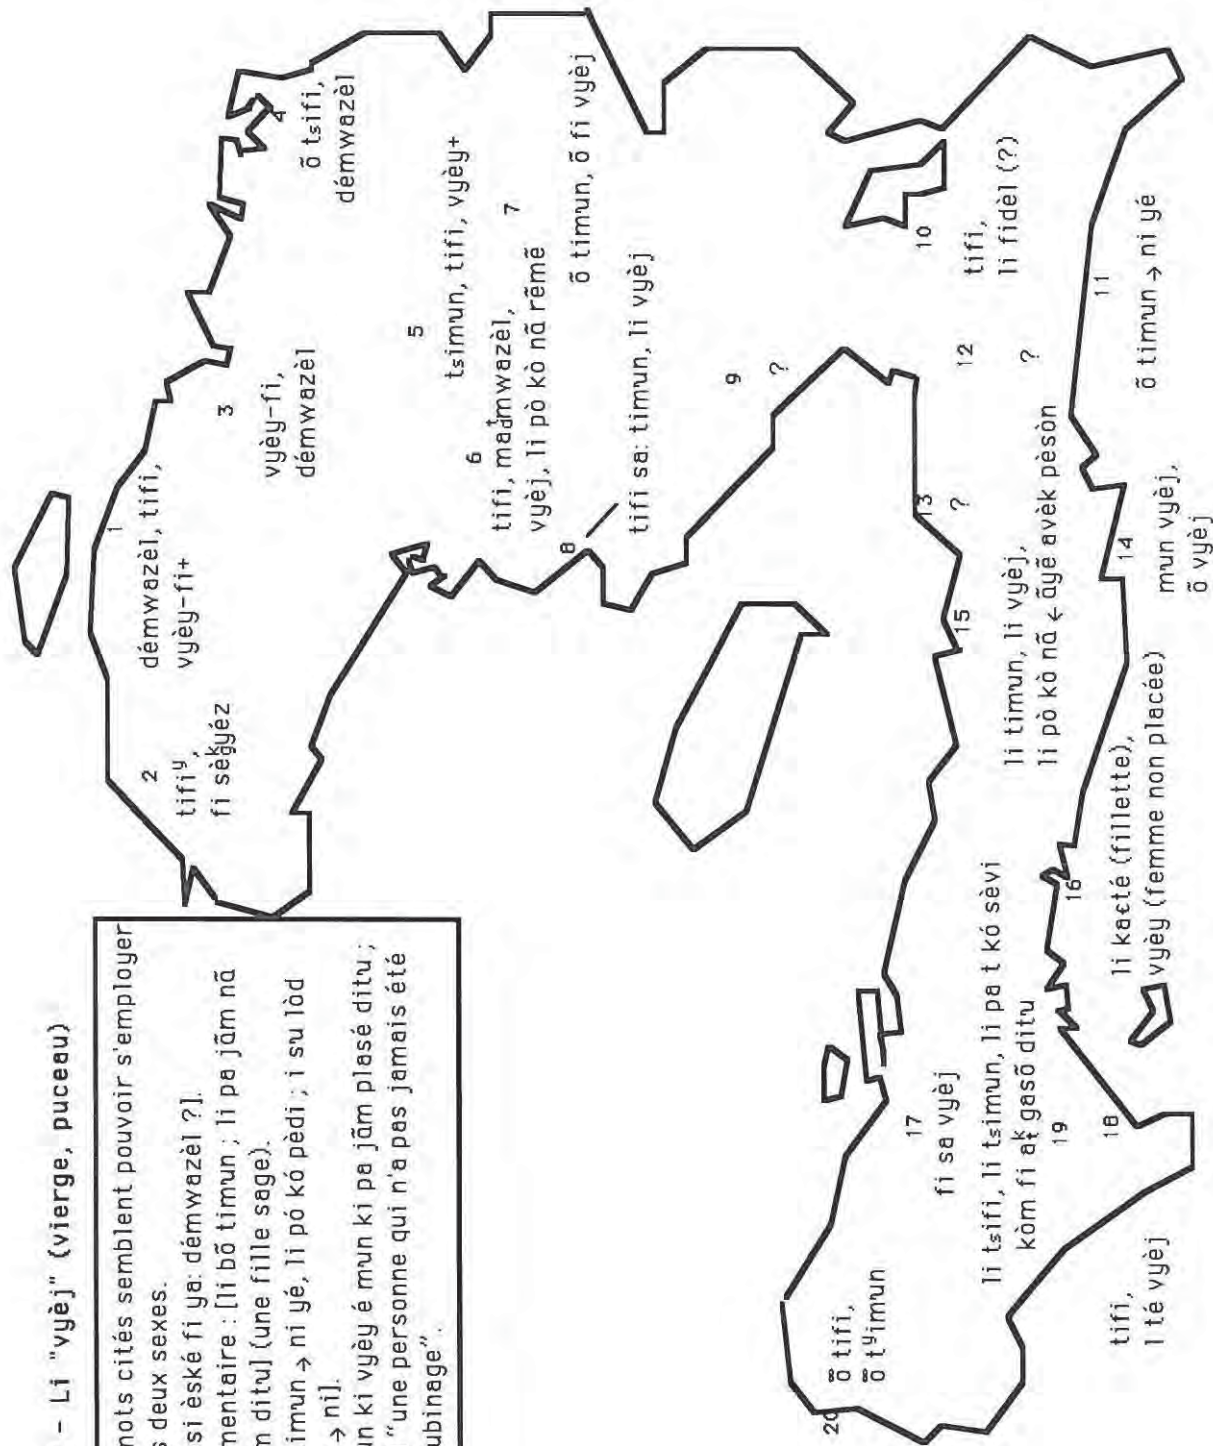 - Li "vyèj" (vierge, puceau)
mots cités semblent pouvoir s'employer
s deux sexes.
si èské fi ya: démwazèl ?].
mentaire : [li bõ timun ; li pa jãm nã
m ditu] (une fille sage).
imun → ni yé, li pó kó pèdi ; i su lòd
→ ni].
un ki vyèy é mun ki pa jãm plasé ditu ;
"une personne qui n'a pas jamais été
ubinage".
1
démwazèl, tifi,
vyèy-fi+
2
tifiʸ,
fi sègyéz
3
vyèy-fi,
démwazèl
4
õ tsifi,
démwazèl
5
tsimun, tifi, vyèy+
6
tifi, madmwazèl,
vyèj, li pò kò nã rẽmẽ
7
õ timun, õ fi vyèj
8
tifi sa: timun, li vyèj
9
?
10
tifi,
li fidèl (?)
11
õ timun → ni yé
12
?
13
?
14
mun vyèj,
õ vyèj
15
li timun, li vyèj,
li pò kò nã ← ãyẽ avèk pèsòn
16
li kaɛté (fillette),
vyèy (femme non placée)
17
fi sa vyèj
18
tifi,
l té vyèj
19
li tsifi, li tsimun, li pa t kó sèvi
kòm fi ak gasõ ditu
20
õ tifi,
õ tʸimun